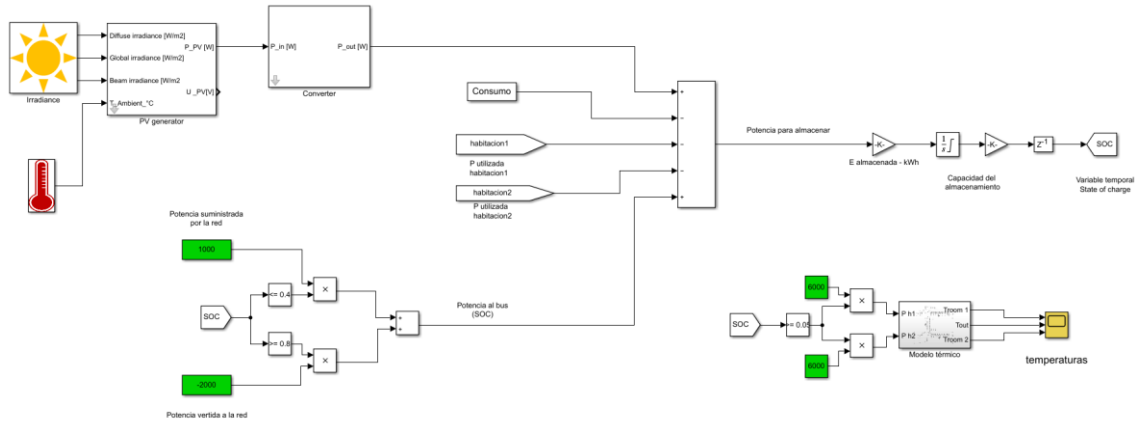 Diffuse irradiance [W/m2]
P_PV [W]
Global irradiance [W/m2]
Beam irradiance [W/m2
U _PV[V]
T_Ambient_°C
Irradiance
PV generator
P_in [W]
P_out [W]
Converter
Consumo
habitacion1
P utilizada
habitacion1
habitacion2
P utilizada
habitacion2
+
−
−
−
+
Potencia para almacenar
-K-
E almacenada - kWh
1
s
Capacidad del
almacenamiento
-K-
Z-1
SOC
Variable temporal
State of charge
Potencia suministrada
por la red
1000
×
SOC
<= 0.4
>= 0.8
×
-2000
Potencia vertida a la red
+
+
Potencia al bus
(SOC)
6000
×
SOC
>= 0.05
×
6000
P h1
P h2
Troom 1
Tout
Troom 2
Modelo térmico
temperaturas